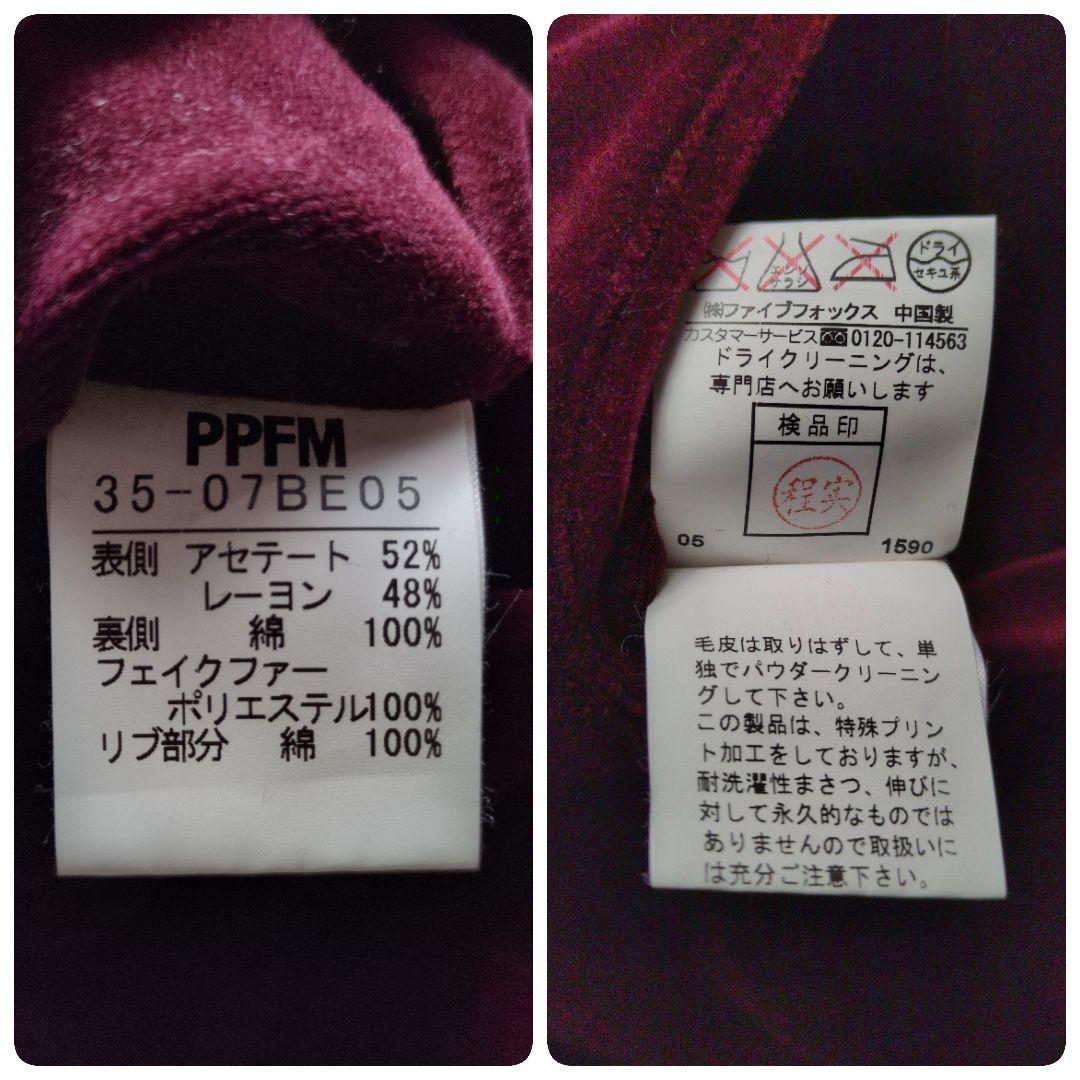 PPFM
35-07BE05
表側 アセテート 52%
レーヨン 48%
裏側 綿 100%
フェイクファー
ポリエステル100%
リブ部分 綿 100%
エンソ
サラシ
ドライ
セキユ系
㈱ファイブフォックス 中国製
カスタマーサービス 0120-114563
ドライクリーニングは、
専門店へお願いします
検品印
程実
05 1590
毛皮は取りはずして、単
独でパウダークリーニン
グして下さい。
この製品は、特殊プリン
ト加工をしておりますが、
耐洗濯性まさつ、伸びに
対して永久的なものでは
ありませんので取扱いに
は充分ご注意下さい。